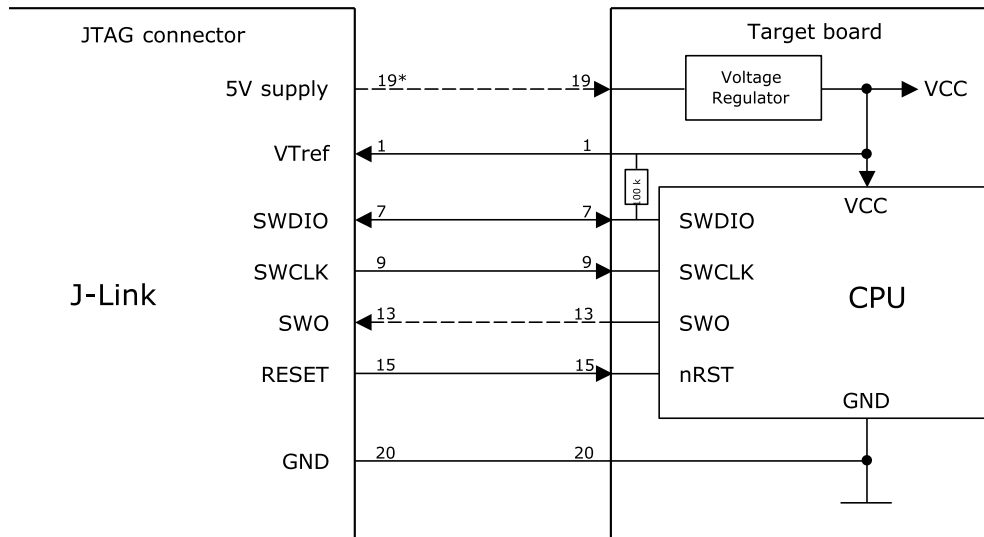 JTAG connector
Target board
5V supply 19* 19 Voltage
Regulator VCC
VTref 1 1
100 k
VCC
SWDIO 7 7 SWDIO
SWCLK 9 9 SWCLK
J-Link CPU
SWO 13 13 SWO
RESET 15 15 nRST
GND
GND 20 20